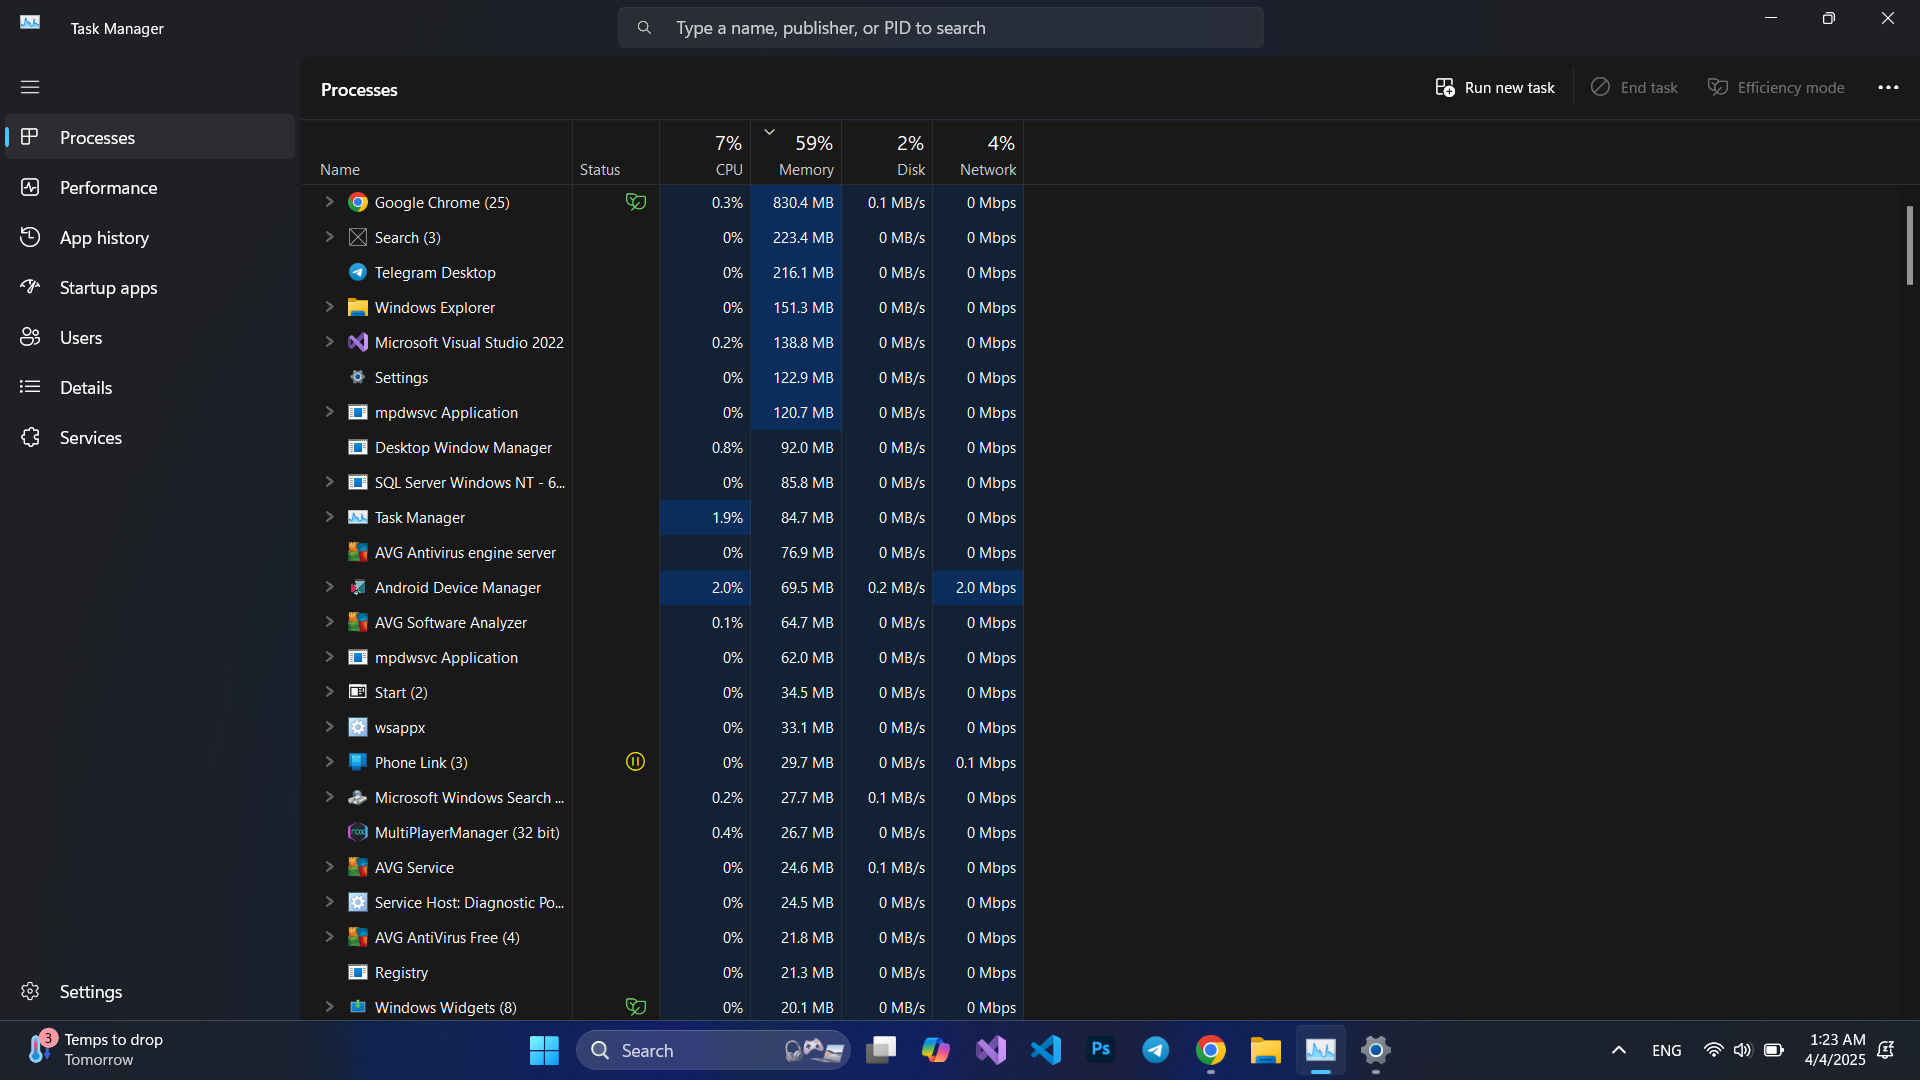 Task Manager
Type a name, publisher, or PID to search
Processes
Run new task
End task
Efficiency mode
Processes
Performance
App history
Startup apps
Users
Details
Services
Settings
7% 59% 2% 4%
Name Status CPU Memory Disk Network
Google Chrome (25) 0.3% 830.4 MB 0.1 MB/s 0 Mbps
Search (3) 0% 223.4 MB 0 MB/s 0 Mbps
Telegram Desktop 0% 216.1 MB 0 MB/s 0 Mbps
Windows Explorer 0% 151.3 MB 0 MB/s 0 Mbps
Microsoft Visual Studio 2022 0.2% 138.8 MB 0 MB/s 0 Mbps
Settings 0% 122.9 MB 0 MB/s 0 Mbps
mpdwsvc Application 0% 120.7 MB 0 MB/s 0 Mbps
Desktop Window Manager 0.8% 92.0 MB 0 MB/s 0 Mbps
SQL Server Windows NT - 6... 0% 85.8 MB 0 MB/s 0 Mbps
Task Manager 1.9% 84.7 MB 0 MB/s 0 Mbps
AVG Antivirus engine server 0% 76.9 MB 0 MB/s 0 Mbps
Android Device Manager 2.0% 69.5 MB 0.2 MB/s 2.0 Mbps
AVG Software Analyzer 0.1% 64.7 MB 0 MB/s 0 Mbps
mpdwsvc Application 0% 62.0 MB 0 MB/s 0 Mbps
Start (2) 0% 34.5 MB 0 MB/s 0 Mbps
wsappx 0% 33.1 MB 0 MB/s 0 Mbps
Phone Link (3) 0% 29.7 MB 0 MB/s 0.1 Mbps
Microsoft Windows Search ... 0.2% 27.7 MB 0.1 MB/s 0 Mbps
MultiPlayerManager (32 bit) 0.4% 26.7 MB 0 MB/s 0 Mbps
AVG Service 0% 24.6 MB 0.1 MB/s 0 Mbps
Service Host: Diagnostic Po... 0% 24.5 MB 0 MB/s 0 Mbps
AVG AntiVirus Free (4) 0% 21.8 MB 0 MB/s 0 Mbps
Registry 0% 21.3 MB 0 MB/s 0 Mbps
Windows Widgets (8) 0% 20.1 MB 0 MB/s 0 Mbps
3
Temps to drop
Tomorrow
Search
Ps
ENG
1:23 AM
4/4/2025